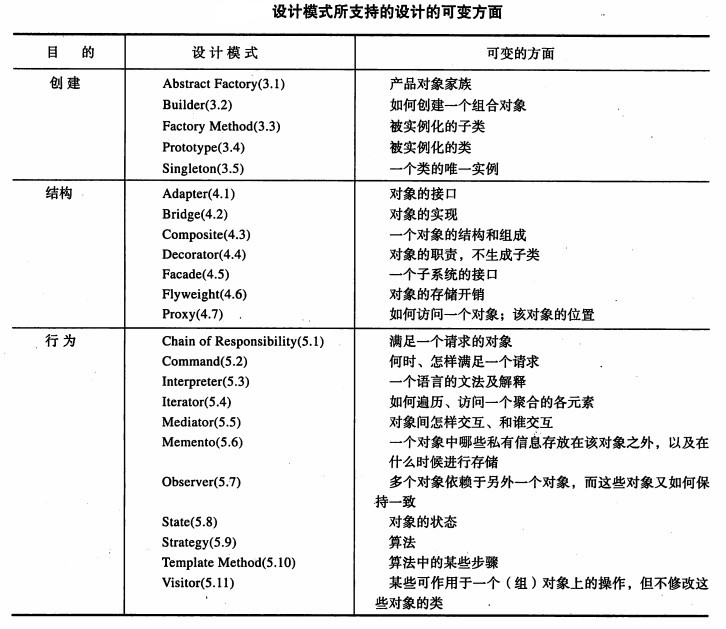 设计模式所支持的设计的可变方面
目 的 设计模式 可变的方面
创建 Abstract Factory(3.1) 产品对象家族
Builder(3.2) 如何创建一个组合对象
Factory Method(3.3) 被实例化的子类
Prototype(3.4) 被实例化的类
Singleton(3.5) 一个类的唯一实例
结构 Adapter(4.1) 对象的接口
Bridge(4.2) 对象的实现
Composite(4.3) 一个对象的结构和组成
Decorator(4.4) 对象的职责，不生成子类
Facade(4.5) 一个子系统的接口
Flyweight(4.6) 对象的存储开销
Proxy(4.7) 如何访问一个对象；该对象的位置
行为 Chain of Responsibility(5.1) 满足一个请求的对象
Command(5.2) 何时、怎样满足一个请求
Interpreter(5.3) 一个语言的文法及解释
Iterator(5.4) 如何遍历、访问一个聚合的各元素
Mediator(5.5) 对象间怎样交互、和谁交互
Memento(5.6) 一个对象中哪些私有信息存放在该对象之外，以及在
什么时候进行存储
Observer(5.7) 多个对象依赖于另外一个对象，而这些对象又如何保
持一致
State(5.8) 对象的状态
Strategy(5.9) 算法
Template Method(5.10) 算法中的某些步骤
Visitor(5.11) 某些可作用于一个（组）对象上的操作，但不修改这
些对象的类